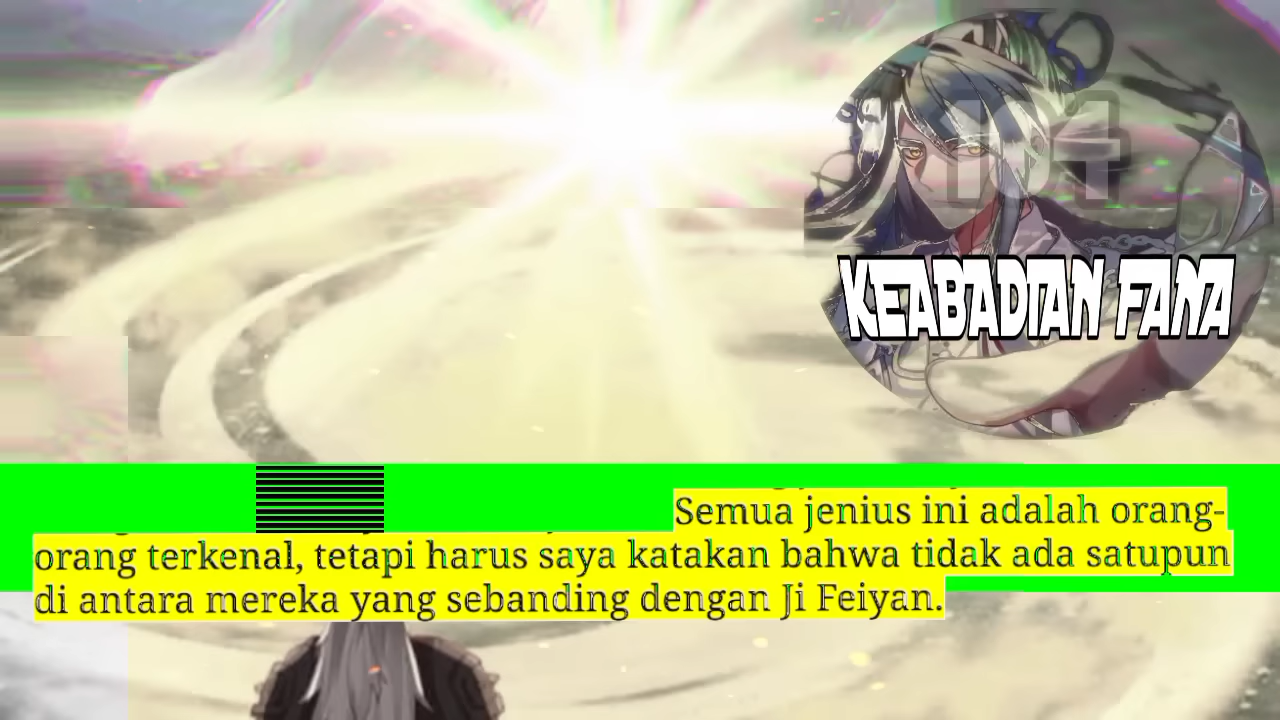 KEABADIAN FANA
Semua jenius ini adalah orang-
orang terkenal, tetapi harus saya katakan bahwa tidak ada satupun
di antara mereka yang sebanding dengan Ji Feiyan.